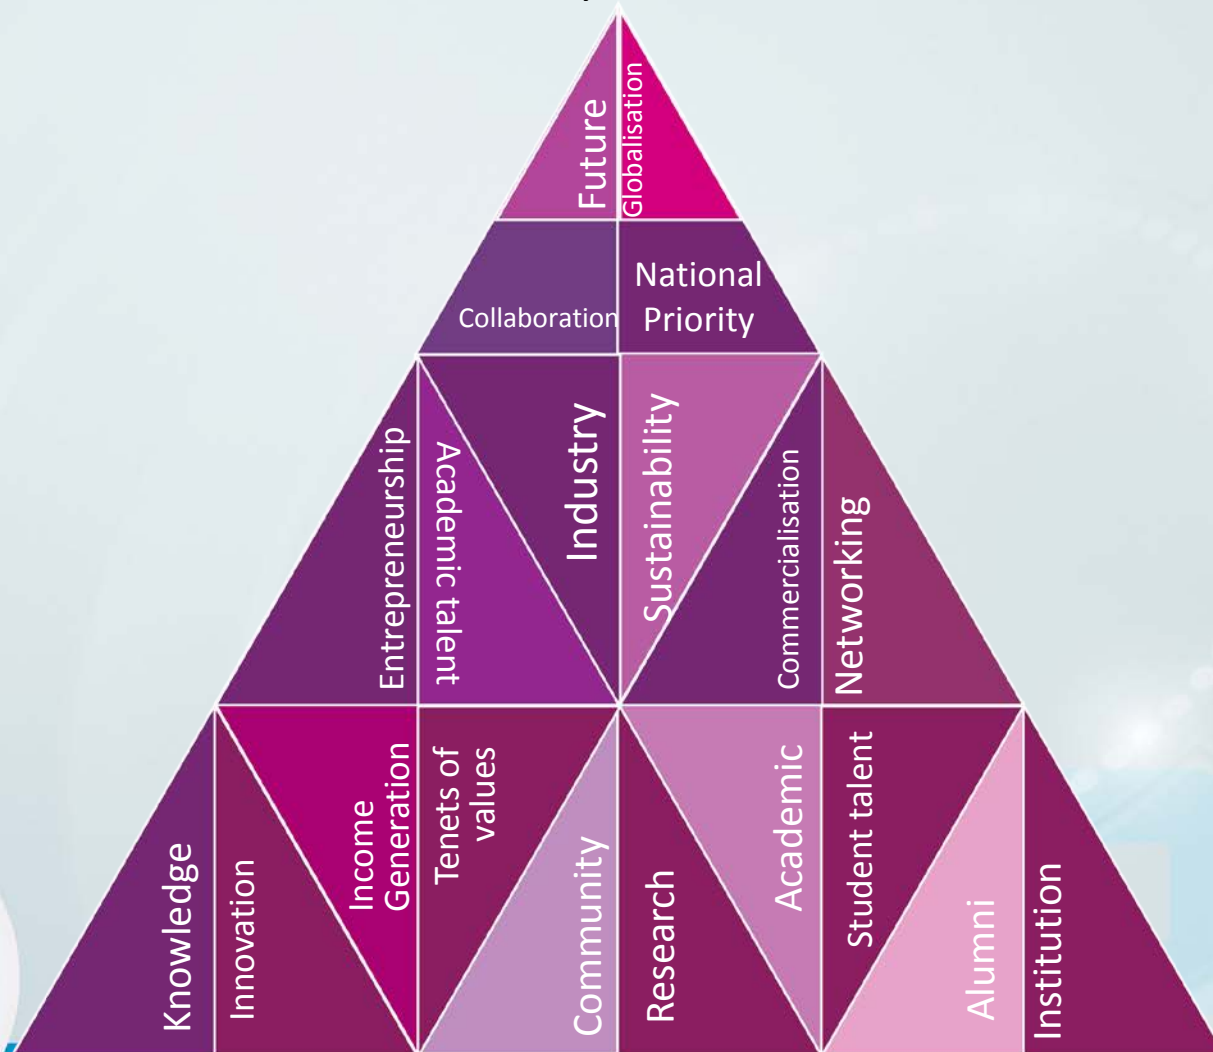 Future
Globalisation
Collaboration
National
Priority
Entrepreneurship
Academic talent
Industry
Sustainability
Commercialisation
Networking
Knowledge
Innovation
Income
Generation
Tenets of
values
Community
Research
Academic
Student talent
Alumni
Institution